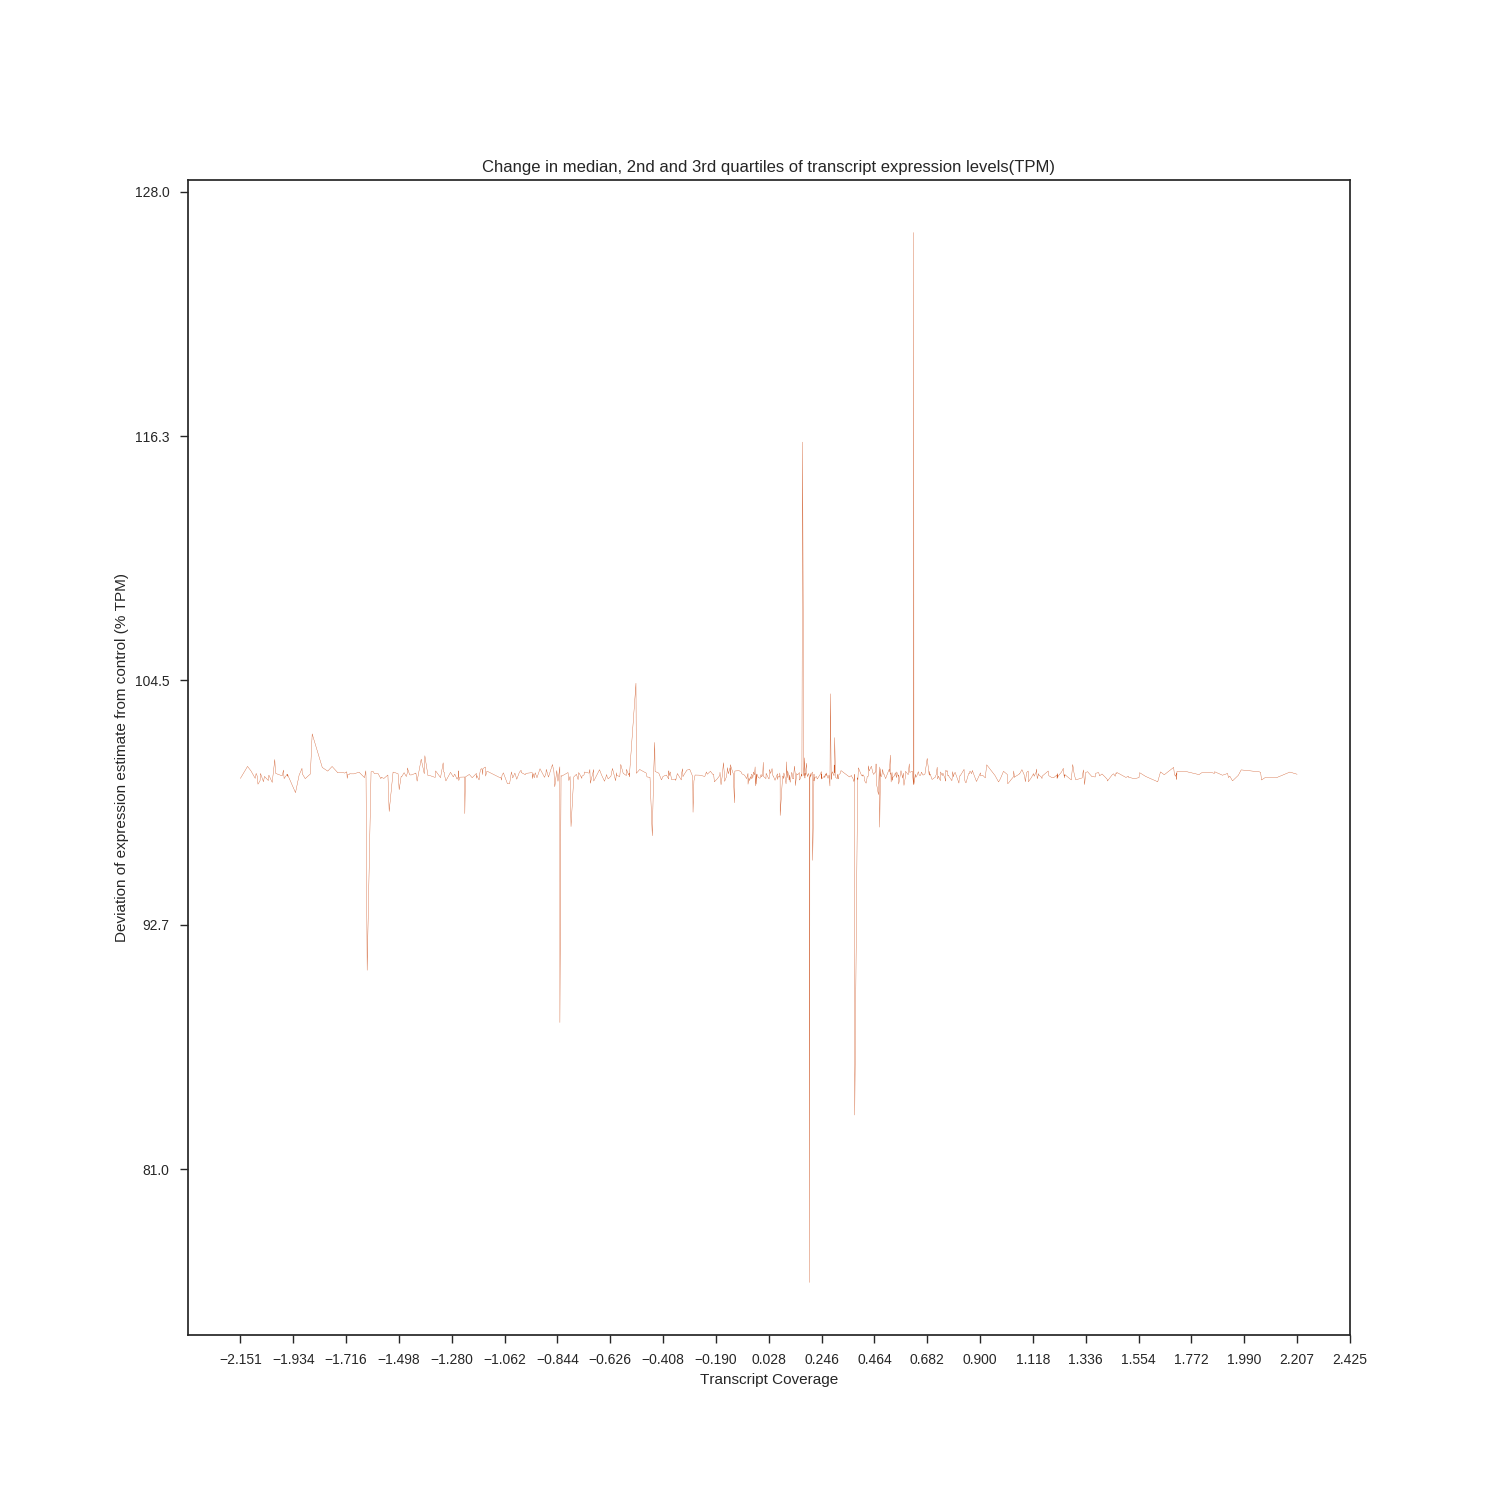 Change in median, 2nd and 3rd quartiles of transcript expression levels(TPM)
128.0
116.3
104.5
92.7
81.0
Deviation of expression estimate from control (% TPM)
−2.151 −1.934 −1.716 −1.498 −1.280 −1.062 −0.844 −0.626 −0.408 −0.190 0.028 0.246 0.464 0.682 0.900 1.118 1.336 1.554 1.772 1.990 2.207 2.425
Transcript Coverage